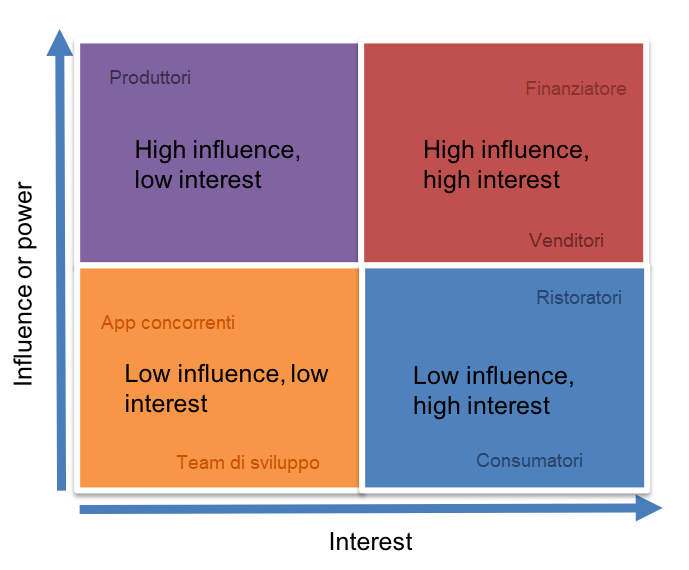 Produttori
High influence,
low interest
Finanziatore
High influence,
high interest
Venditori
App concorrenti
Low influence, low
interest
Team di sviluppo
Ristoratori
Low influence,
high interest
Consumatori
Influence or power
Interest